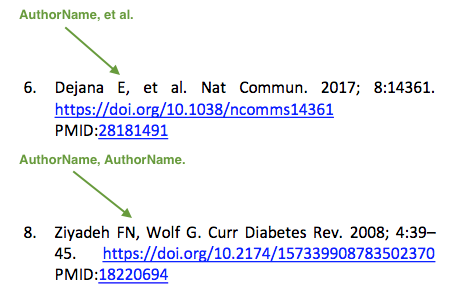 AuthorName, et al.
6. Dejana E, et al. Nat Commun. 2017; 8:14361.
https://doi.org/10.1038/ncomms14361
PMID:28181491
AuthorName, AuthorName.
8. Ziyadeh FN, Wolf G. Curr Diabetes Rev. 2008; 4:39–
45. https://doi.org/10.2174/157339908783502370
PMID:18220694